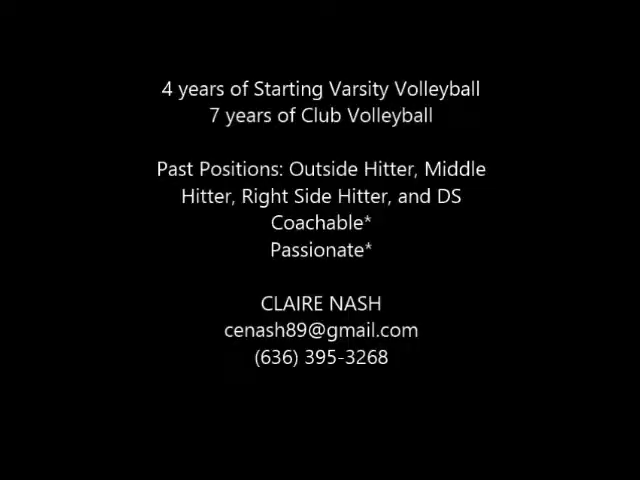 4 years of Starting Varsity Volleyball
7 years of Club Volleyball
Past Positions: Outside Hitter, Middle
Hitter, Right Side Hitter, and DS
Coachable*
Passionate*
CLAIRE NASH
cenash89@gmail.com
(636) 395-3268